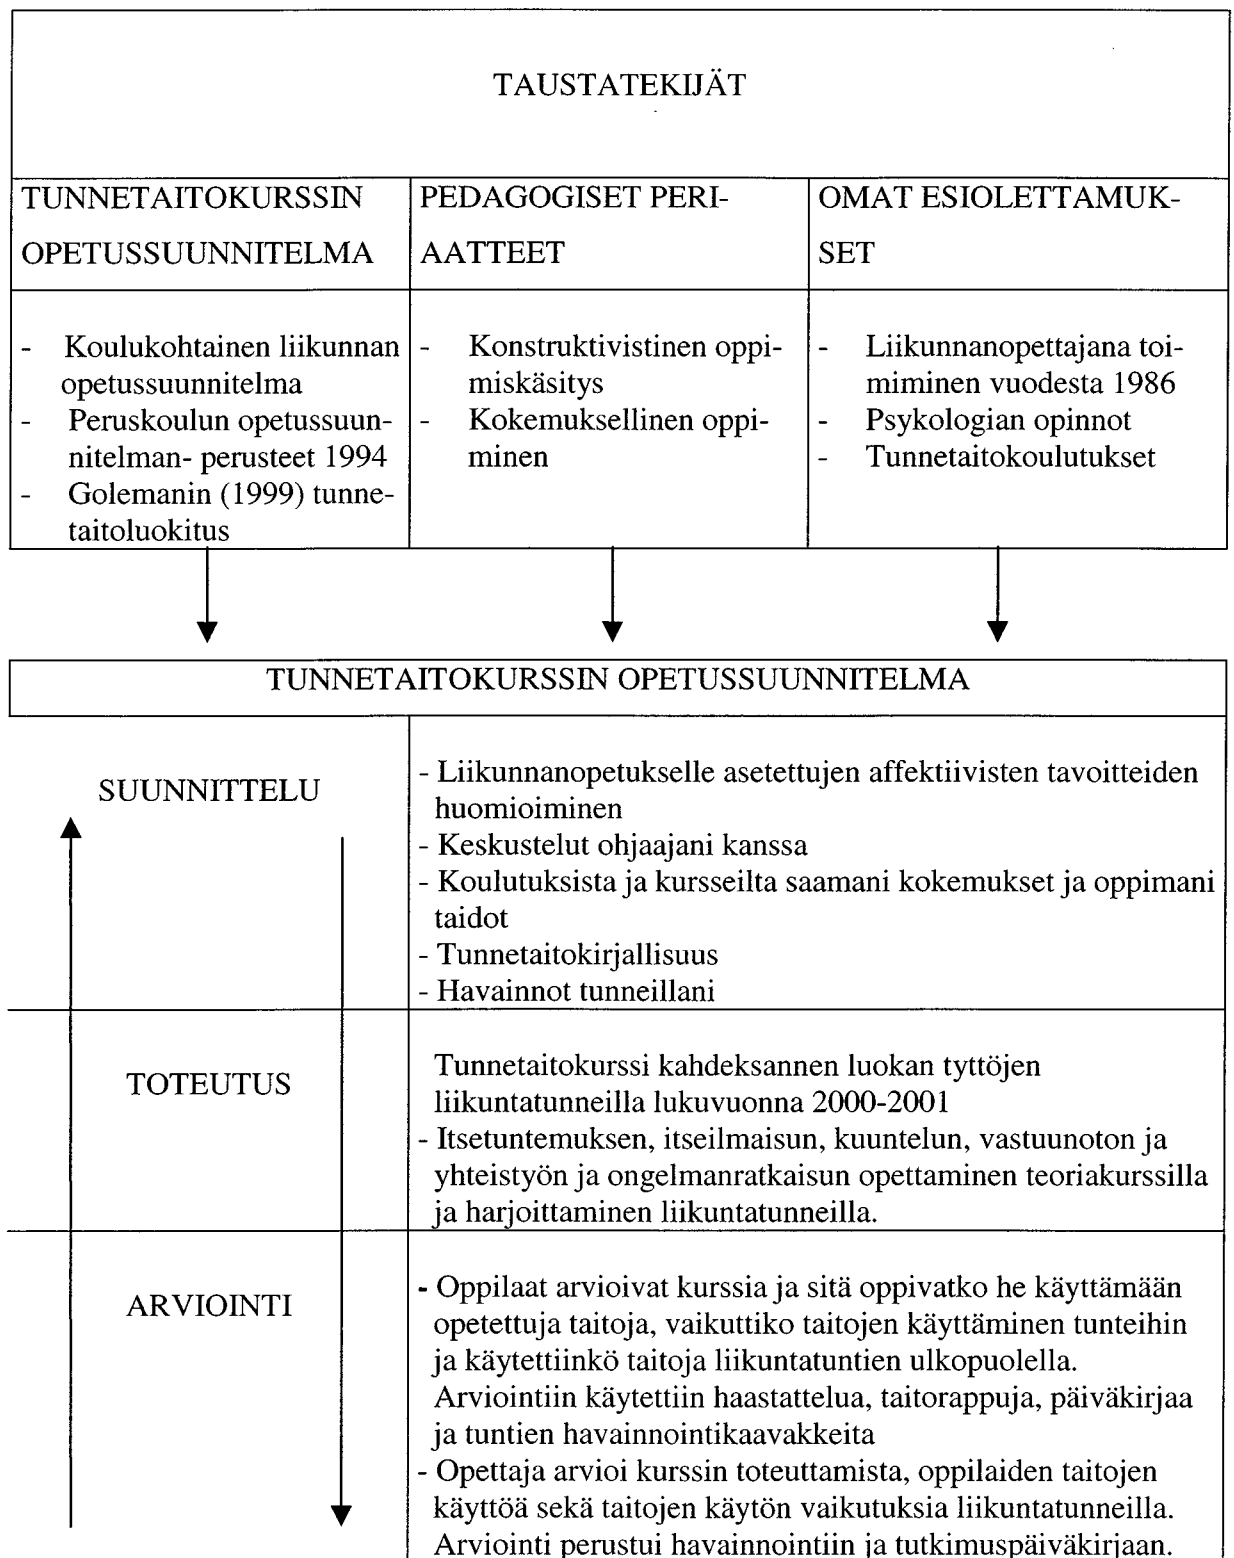 TAUSTATEKIJÄT
TUNNETAITOKURSSIN
OPETUSSUUNNITELMA
PEDAGOGISET PERI-
AATTEET
OMAT ESIOLETTAMUK-
SET
- Koulukohtainen liikunnan
opetussuunnitelma
- Peruskoulun opetussuun-
nitelman- perusteet 1994
- Golemanin (1999) tunne-
taitoluokitus
- Konstruktivistinen oppi-
miskäsitys
- Kokemuksellinen oppi-
minen
- Liikunnanopettajana toi-
miminen vuodesta 1986
- Psykologian opinnot
- Tunnetaitokoulutukset
TUNNETAITOKURSSIN OPETUSSUUNNITELMA
SUUNNITTELU
- Liikunnanopetukselle asetettujen affektiivisten tavoitteiden
huomioiminen
- Keskustelut ohjaajani kanssa
- Koulutuksista ja kursseilta saamani kokemukset ja oppimani
taidot
- Tunnetaitokirjallisuus
- Havainnot tunneillani
TOTEUTUS
Tunnetaitokurssi kahdeksannen luokan tyttöjen
liikuntatunneilla lukuvuonna 2000-2001
- Itsetuntemuksen, itseilmaisun, kuuntelun, vastuunoton ja
yhteistyön ja ongelmanratkaisun opettaminen teoriakurssilla
ja harjoittaminen liikuntatunneilla.
ARVIOINTI
- Oppilaat arvioivat kurssia ja sitä oppivatko he käyttämään
opetettuja taitoja, vaikuttiko taitojen käyttäminen tunteihin
ja käytettiinkö taitoja liikuntatuntien ulkopuolella.
Arviointiin käytettiin haastattelua, taitorappuja, päiväkirjaa
ja tuntien havainnointikaavakkeita
- Opettaja arvioi kurssin toteuttamista, oppilaiden taitojen
käyttöä sekä taitojen käytön vaikutuksia liikuntatunneilla.
Arviointi perustui havainnointiin ja tutkimuspäiväkirjaan.